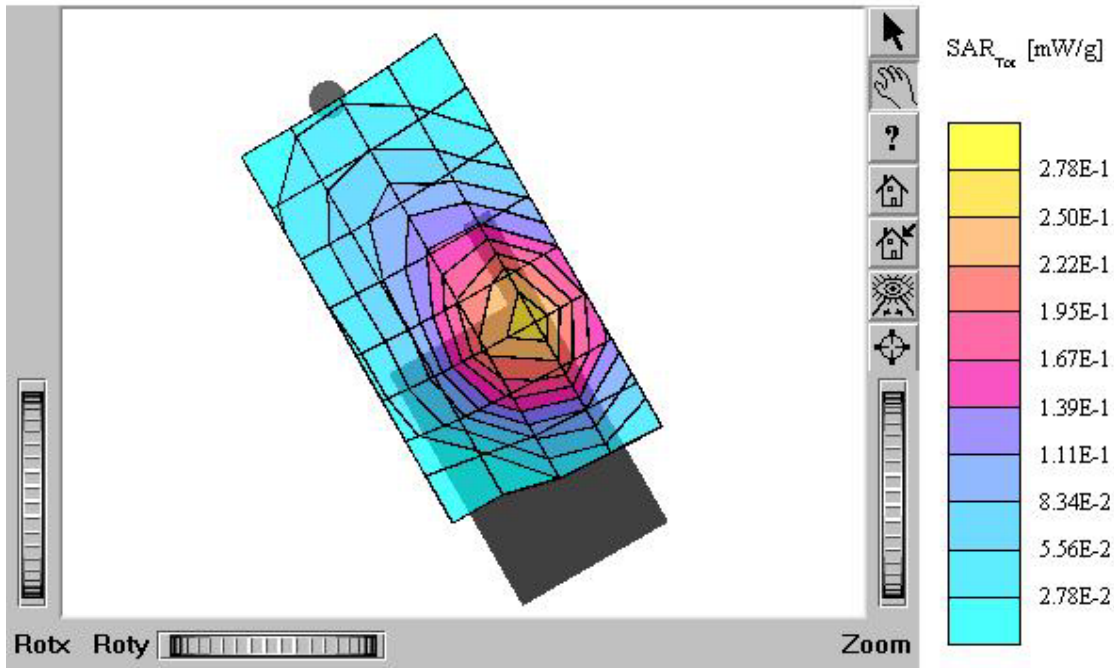 SAR_Tot [mW/g]
?
2.78E-1
2.50E-1
2.22E-1
1.95E-1
1.67E-1
1.39E-1
1.11E-1
8.34E-2
5.56E-2
2.78E-2
Rotx Roty Zoom